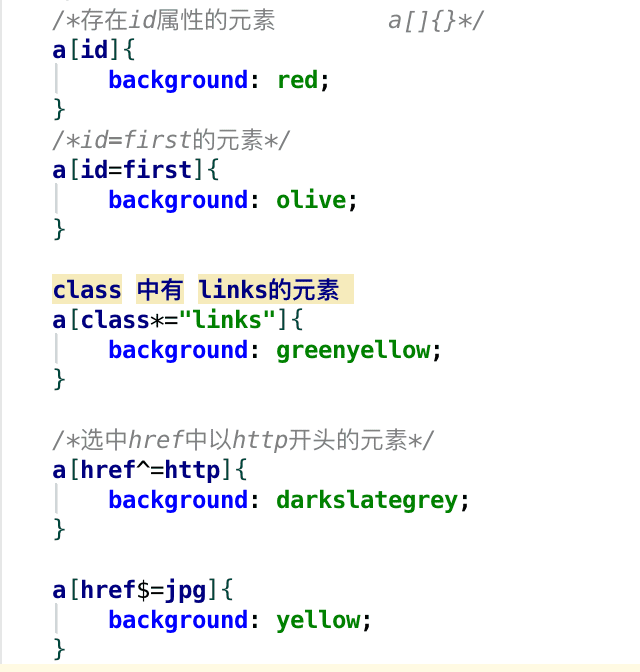 /*存在id属性的元素        a[]{}*/
a[id]{
    background: red;
}
/*id=first的元素*/
a[id=first]{
    background: olive;
}

class 中有 links的元素
a[class*="links"]{
    background: greenyellow;
}

/*选中href中以http开头的元素*/
a[href^=http]{
    background: darkslategrey;
}

a[href$=jpg]{
    background: yellow;
}